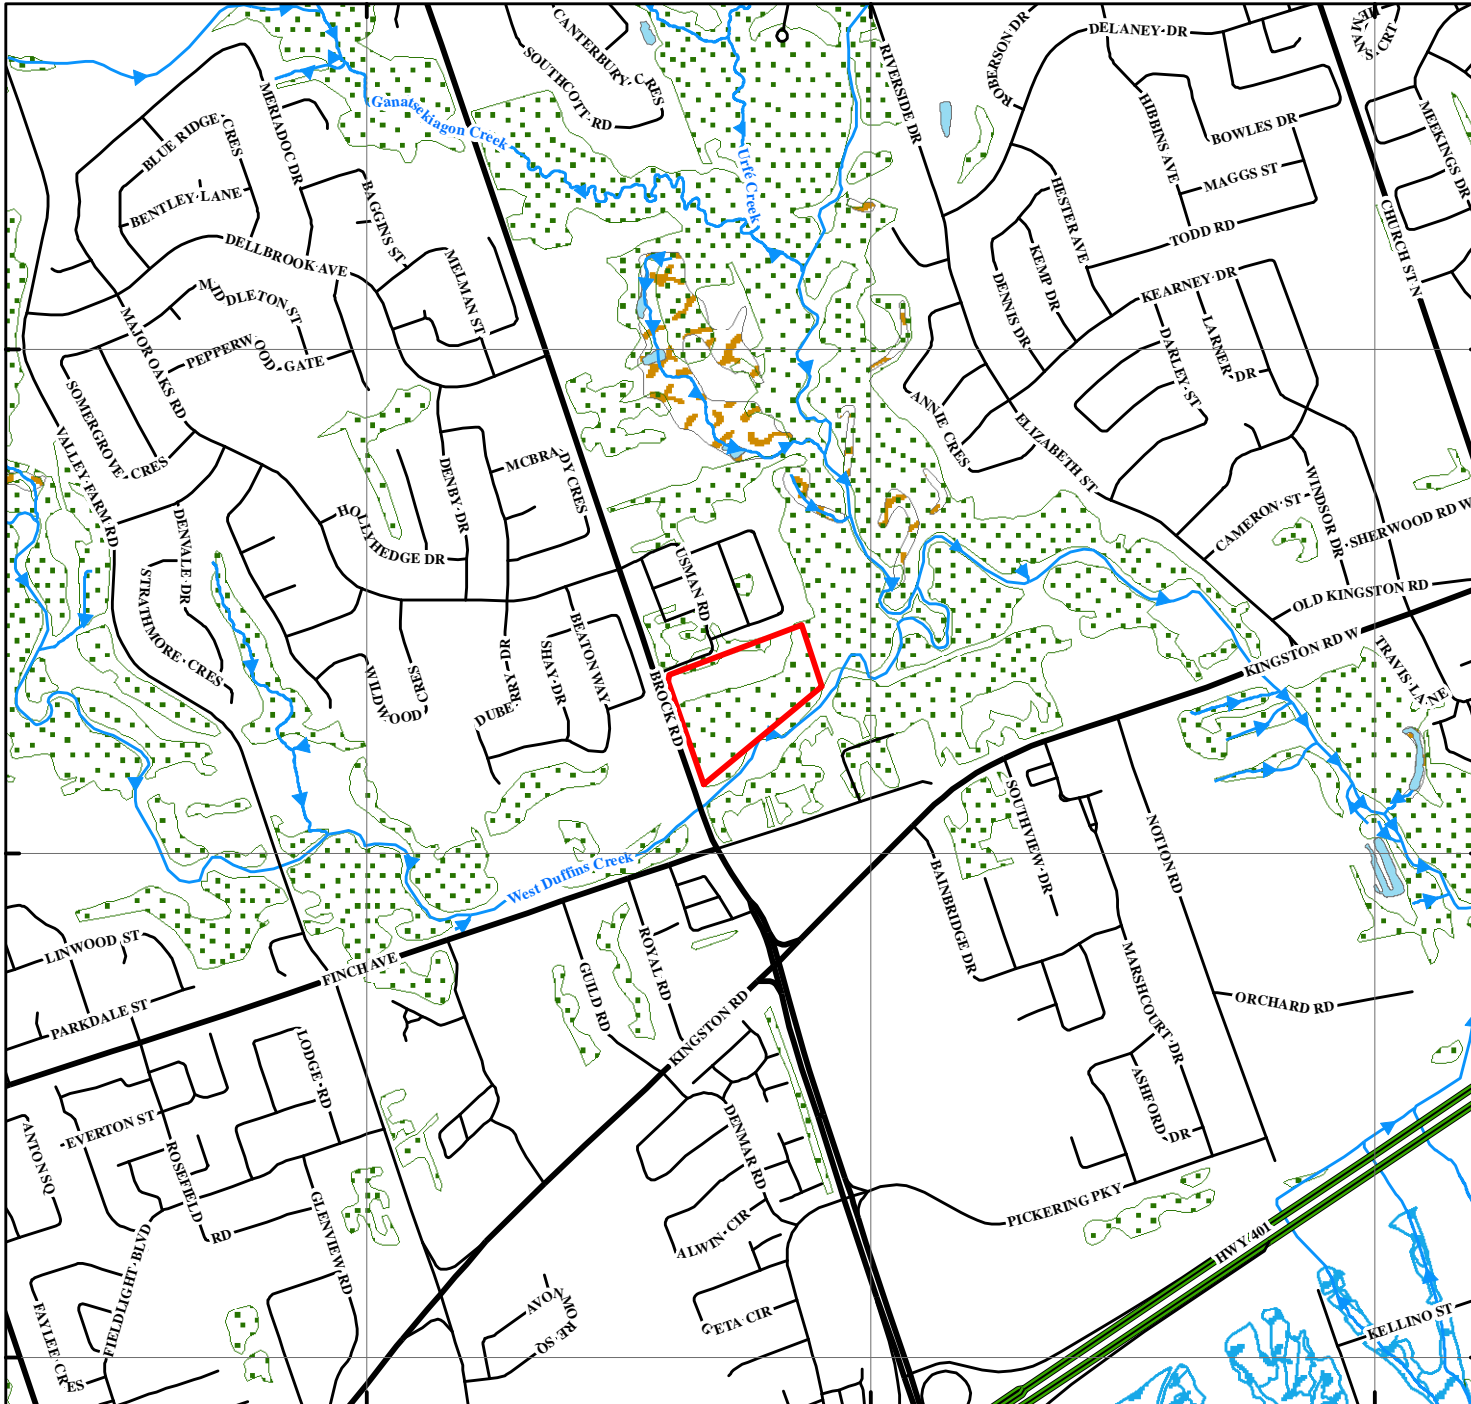 CANTERBURY CRES
SOUTHCOTT RD
ROBERSON DR
DELANEY DR
RIVERSIDE DR
HIBBINS AVE
BOWLES DR
MAGGS ST
TODD RD
MEEKINGS DR
CHURCH ST N
Ganatsekiagon Creek
Urfé Creek
MERIADOC DR
BLUE RIDGE CRES
BENTLEY LANE
BAGGINS ST
DELLBROOK AVE
MELMAN ST
MIDDLETON ST
MAJOR OAKS RD
PEPPERWOOD GATE
HESTER AVE
KEMP DR
DENNIS DR
KEARNEY DR
LARNER DR
DARLEY ST
SOMERGROVE CRES
VALLEY FARM RD
ANNIE CRES
ELIZABETH ST
WINDSOR DR
CAMERON ST
SHERWOOD RD W
MCBRADY CRES
DENBY DR
HOLLYHEDGE DR
DENVALE DR
STRATHMORE CRES
USMAN RD
OLD KINGSTON RD
KINGSTON RD W
TRAVIS LANE
BEATON WAY
SHAY DR
DUBERRY DR
WILDWOOD CRES
BROCK RD
SOUTHVIEW DR
NOTION RD
BAINBRIDGE DR
West Duffins Creek
LINWOOD ST
FINCH AVE
PARKDALE ST
GUILD RD
ROYAL RD
KINGSTON RD
MARSHCOURT DR
ORCHARD RD
LODGE RD
ANTON SQ
EVERTON ST
ROSEFIELD RD
GLENVIEW RD
DENMAR RD
ASHFORD DR
PICKERING PKY
ALWIN CIR
HWY 401
FIELDLIGHT BLVD
FAYLEE CRES
AVONMORE SQ
GETA CIR
KELLINO ST